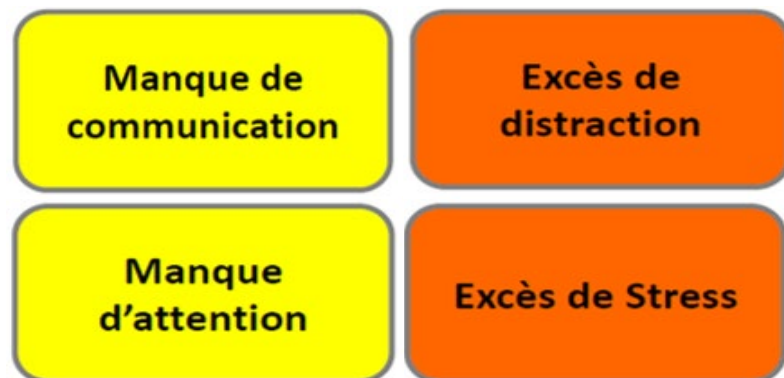 Manque de
communication
Excès de
distraction
Manque
d'attention
Excès de Stress